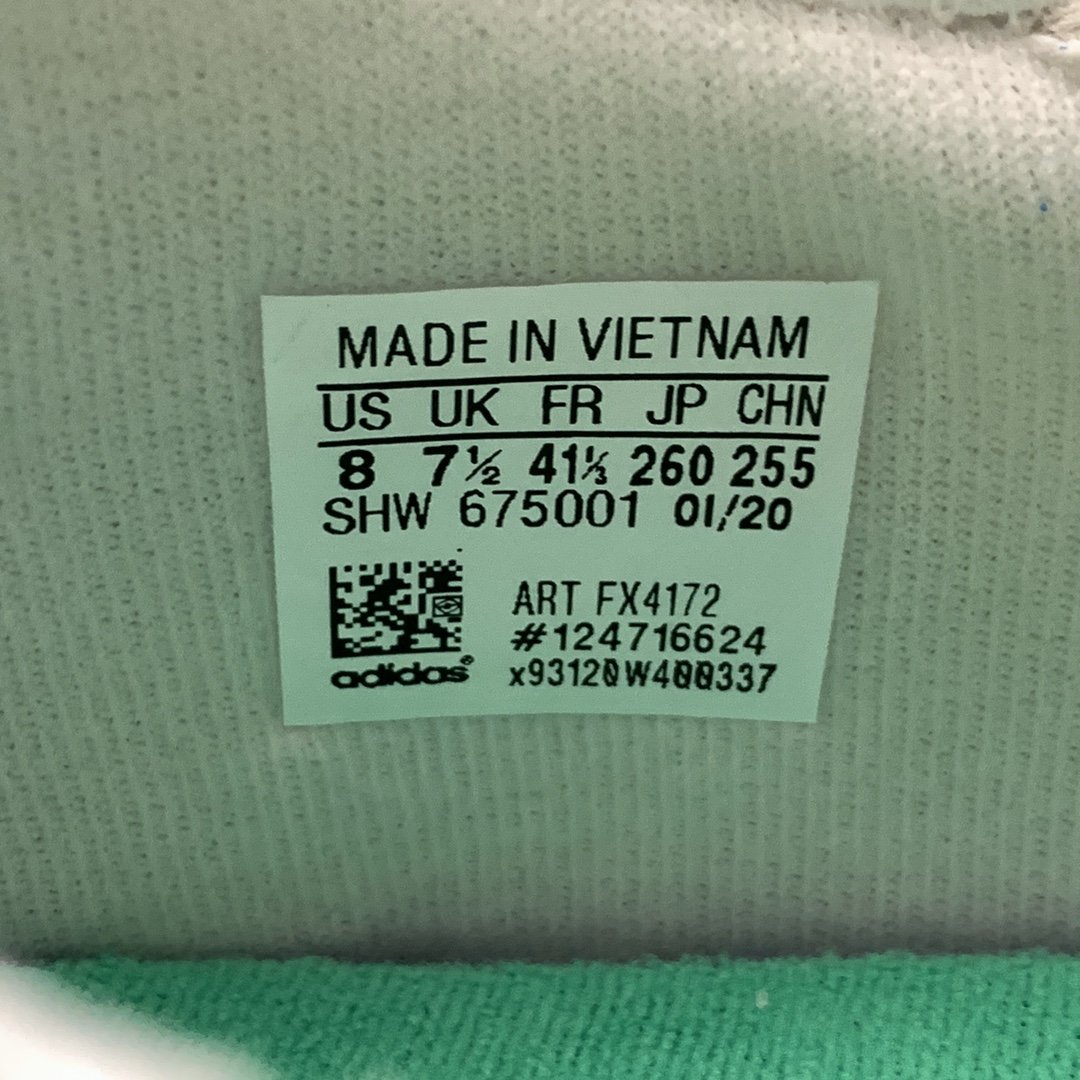 MADE IN VIETNAM
US UK FR JP CHN
8 7½ 41⅓ 260 255
SHW 675001 01/20
ART FX4172
#124716624
adidas® x93120W400337